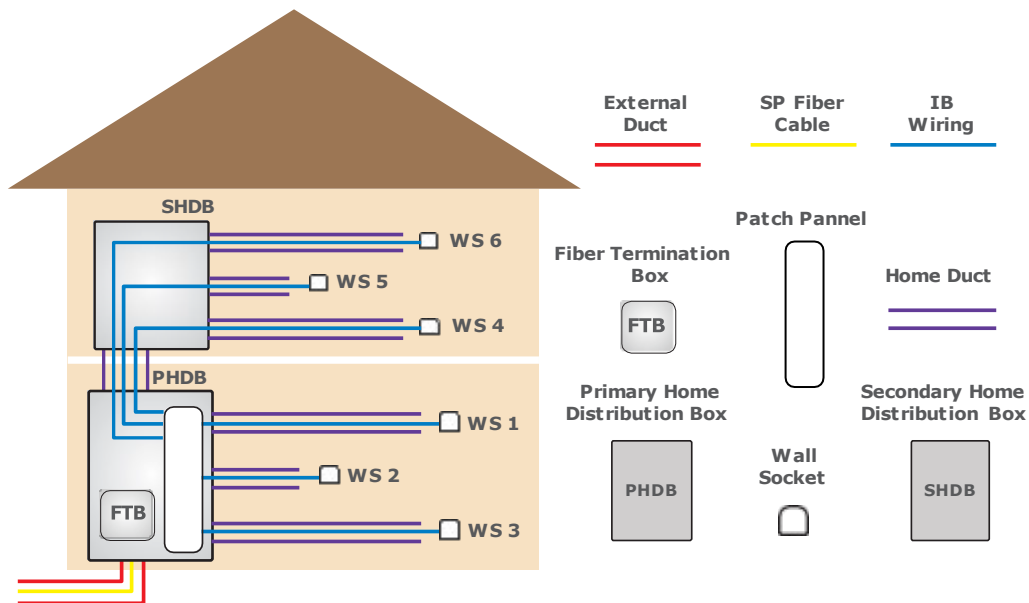 SHDB
WS 6
WS 5
WS 4
PHDB
WS 1
WS 2
WS 3
FTB
External
Duct
SP Fiber
Cable
IB
Wiring
Fiber Termination
Box
FTB
Patch Pannel
Home Duct
Primary Home
Distribution Box
PHDB
Wall
Socket
Secondary Home
Distribution Box
SHDB